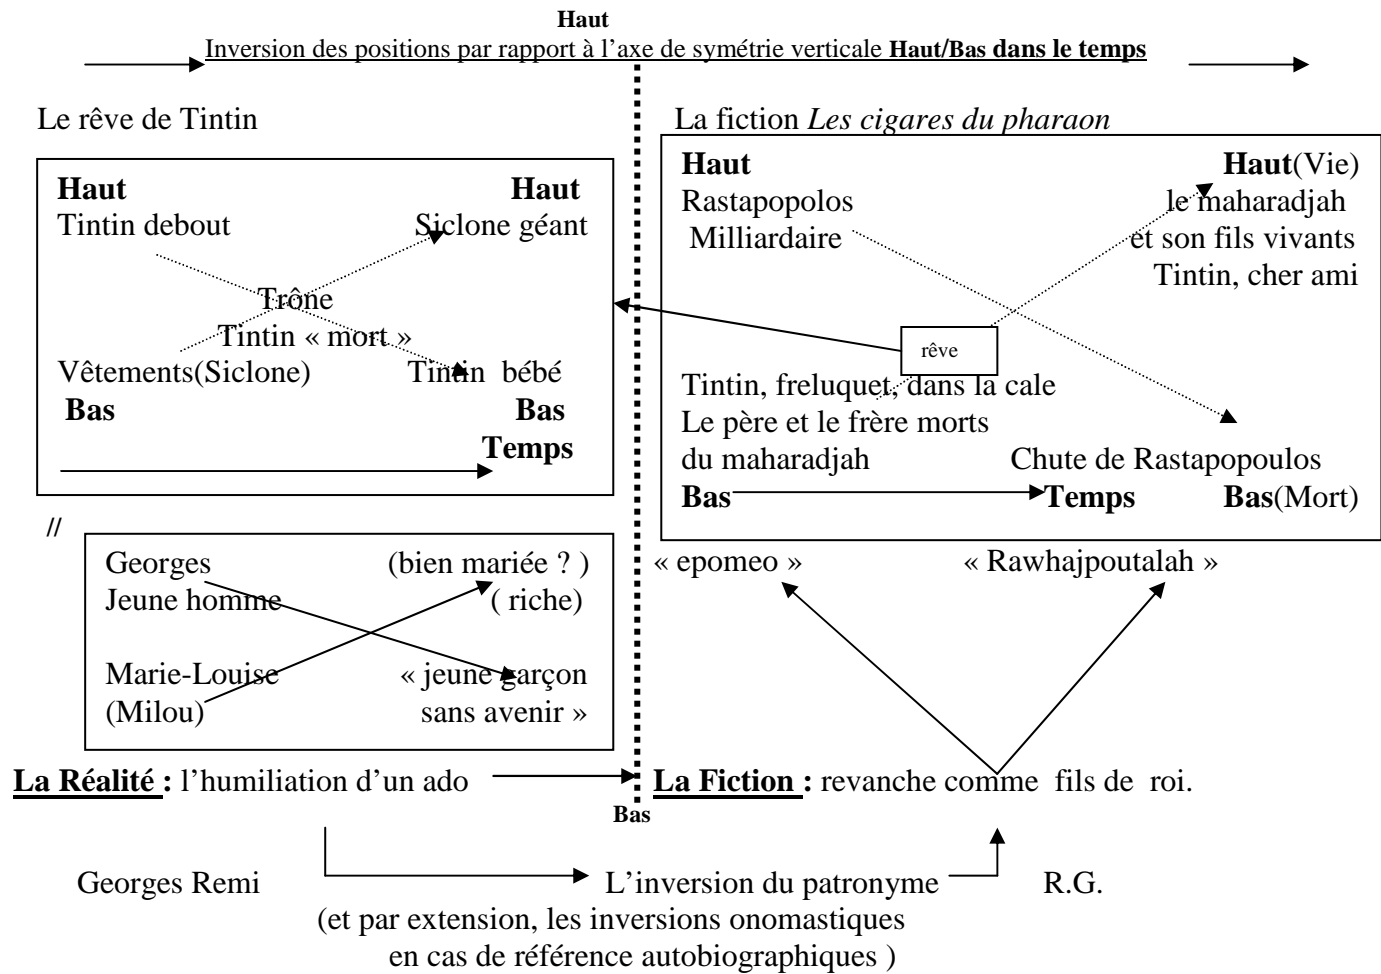 Haut
Inversion des positions par rapport à l’axe de symétrie verticale Haut/Bas dans le temps
Le rêve de Tintin
La fiction Les cigares du pharaon
Haut Haut
Tintin debout Siclone géant
Trône
Tintin « mort »
Vêtements(Siclone) Tintin bébé
Bas Bas
Temps
Haut Haut(Vie)
Rastapopolos le maharadjah
Milliardaire et son fils vivants
Tintin, cher ami
rêve
Tintin, freluquet, dans la cale
Le père et le frère morts
du maharadjah Chute de Rastapopoulos
Bas Temps Bas(Mort)
//
Georges (bien mariée ? )
Jeune homme ( riche)
Marie-Louise « jeune garçon
(Milou) sans avenir »
« epomeo » « Rawhajpoutalah »
La Réalité : l’humiliation d’un ado
La Fiction : revanche comme fils de roi.
Bas
Georges Remi L’inversion du patronyme R.G.
(et par extension, les inversions onomastiques
en cas de référence autobiographiques )